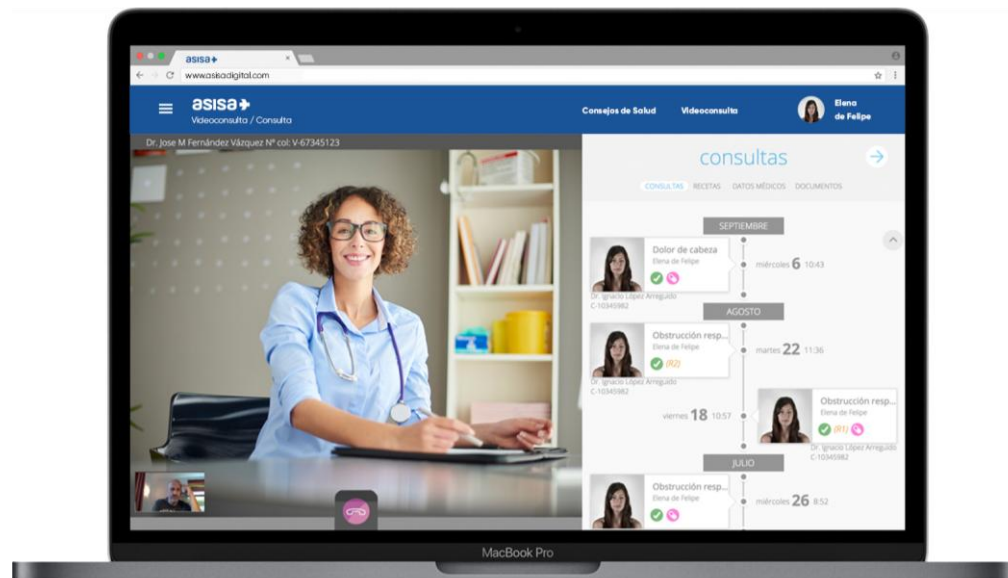 asisa+
www.asisadigital.com
asisa+
Videoconsulta / Consulta
Consejos de Salud
Videoconsulta
Elena
de Felipe
Dr. Jose M Fernández Vázquez Nº col: V-67345123
consultas
CONSULTAS
RECETAS
DATOS MÉDICOS
DOCUMENTOS
SEPTIEMBRE
Dolor de cabeza
Elena de Felipe
miércoles 6 10:43
Dr. Ignacio López Arreguido
C-10345982
AGOSTO
Obstrucción resp...
Elena de Felipe
(R2)
martes 22 11:36
Dr. Ignacio López Arreguido
C-10345982
viernes 18 10:57
Obstrucción resp...
Elena de Felipe
(R1)
Dr. Ignacio López Arreguido
C-10345982
JULIO
Obstrucción resp...
Elena de Felipe
miércoles 26 8:52
MacBook Pro